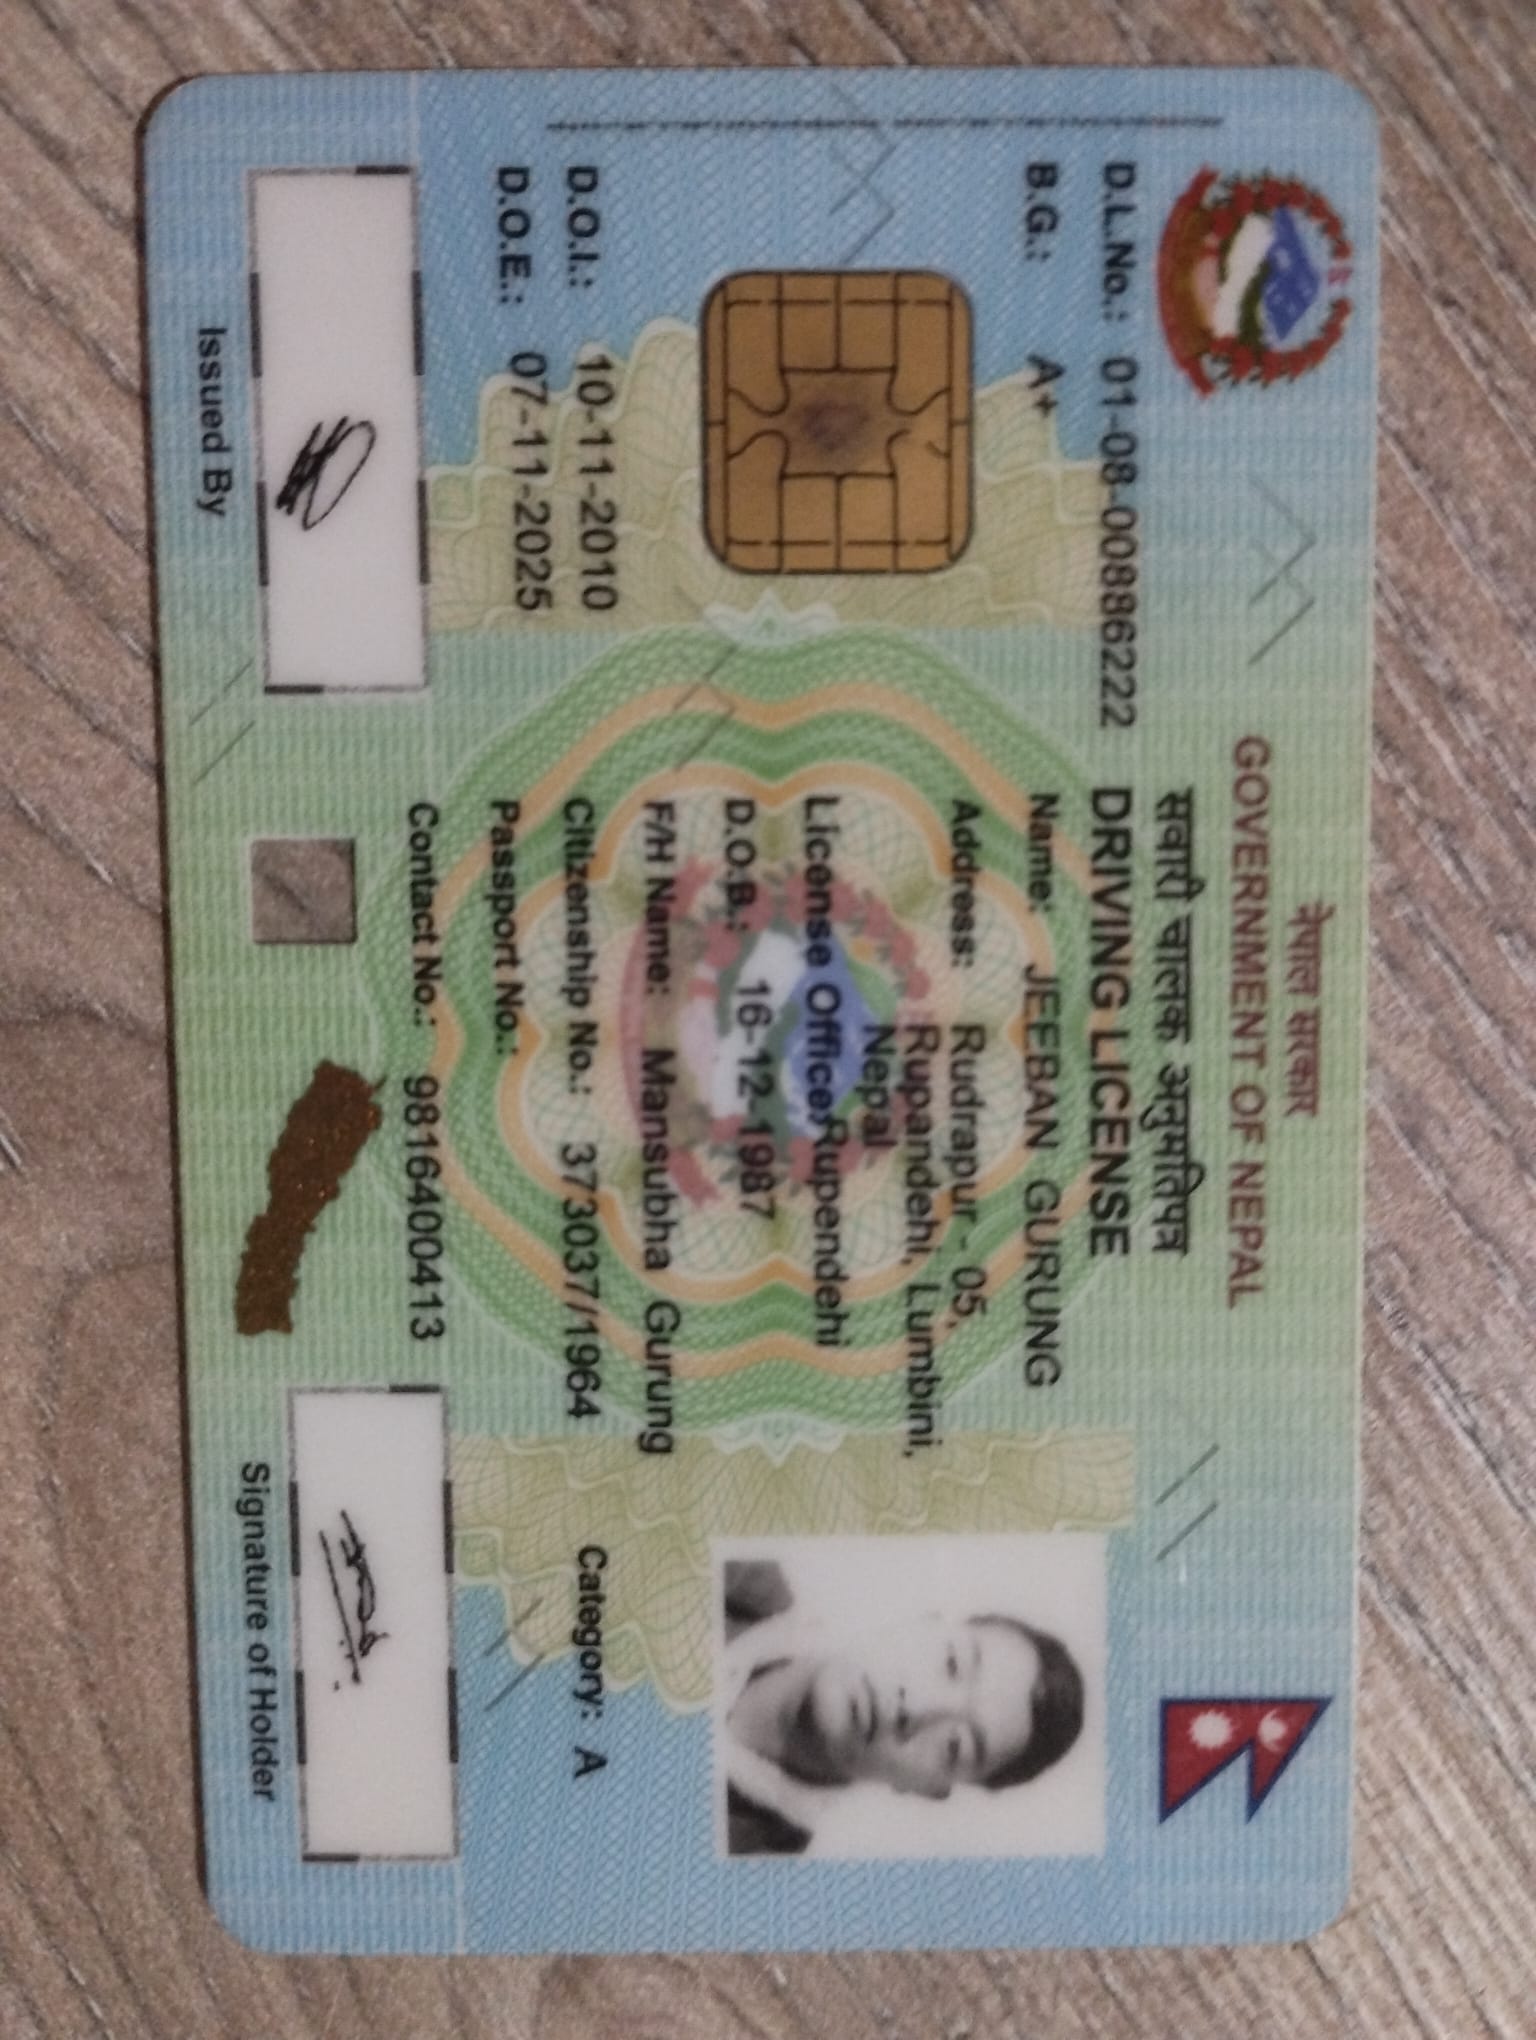 नेपाल सरकार
GOVERNMENT OF NEPAL
सवारी चालक अनुमतिपत्र
DRIVING LICENSE
D.L.No.: 01-08-00886222
B.G.: A+
Name: JEEBAN GURUNG
Address: Rudrapur - 05,
Rupandehi, Lumbini,
Nepal
License Office: Rupendehi
D.O.B.: 16-12-1987
F/H Name: Mansubha Gurung
D.O.I.: 10-11-2010
Citizenship No.: 373037//1964
Category: A
D.O.E.: 07-11-2025
Passport No.:
Contact No.: 9816400413
Issued By
Signature of Holder